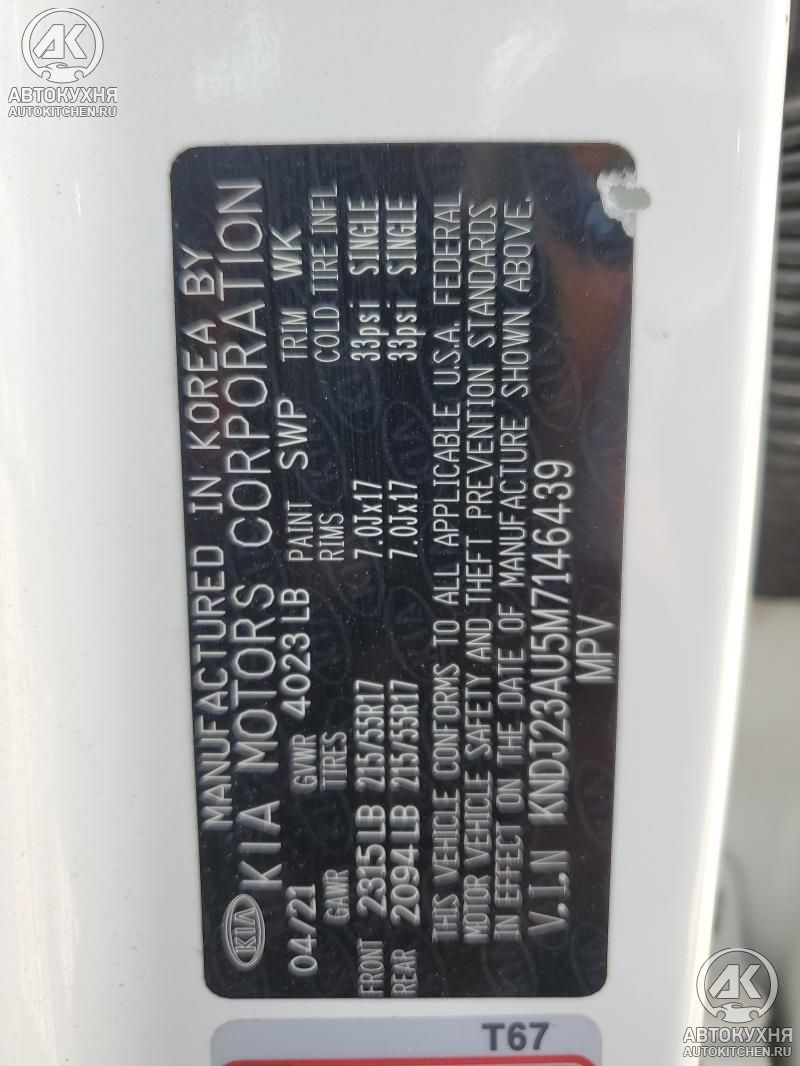 АВТОКУХНЯ
AUTOKITCHEN.RU
KIA
MANUFACTURED IN KOREA BY
KIA MOTORS CORPORATION
04/21 GVWR 4023LB PAINT SWP TRIM WK
GAWR TIRES RIMS COLD TIRE INFL
FRONT 2315LB 215/55R17 7.0Jx17 33psi SINGLE
REAR 2094LB 215/55R17 7.0Jx17 33psi SINGLE
THIS VEHICLE CONFORMS TO ALL APPLICABLE U.S.A. FEDERAL
MOTOR VEHICLE SAFETY AND THEFT PREVENTION STANDARDS
IN EFFECT ON THE DATE OF MANUFACTURE SHOWN ABOVE.
V.I.N KNDJ23AU5M7146439
MPV
T67
АВТОКУХНЯ
AUTOKITCHEN.RU